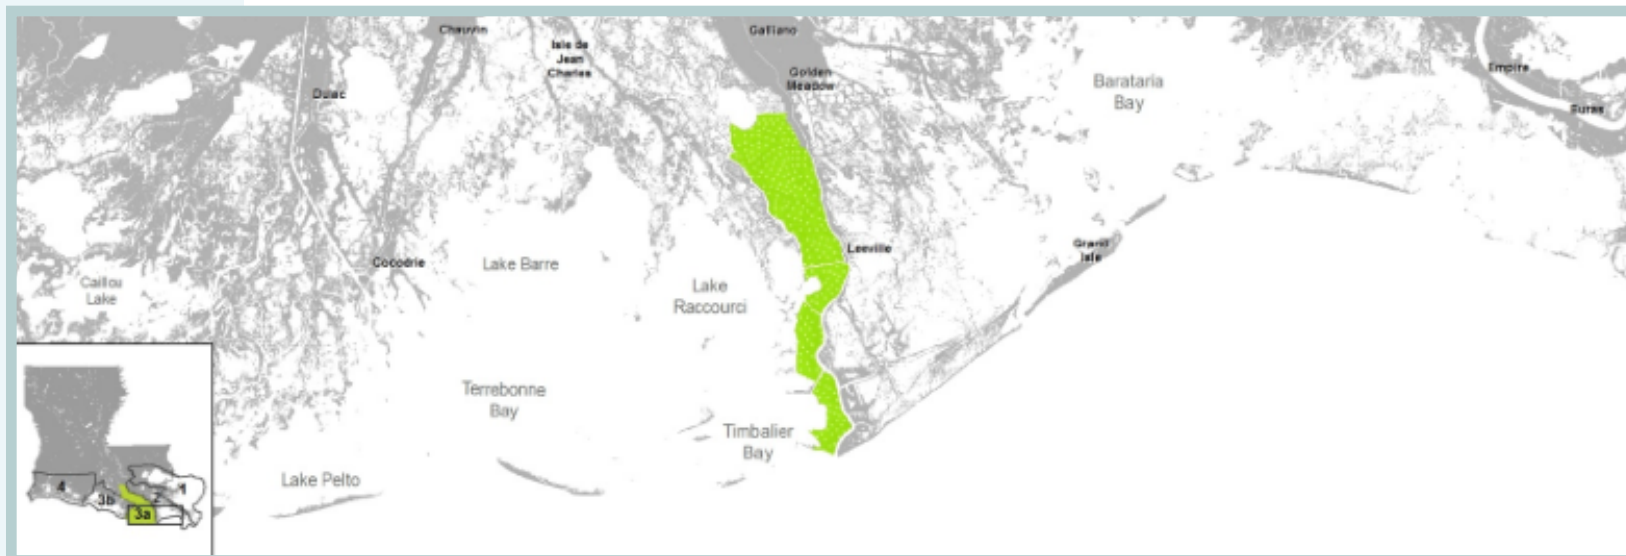 Chauvin
Galliano
Isle de
Jean
Charles
Golden
Meadow
Dulac
Barataria
Bay
Empire
Buras
Leeville
Grand
Isle
Cocodrie
Lake Barre
Caillou
Lake
Lake
Raccourci
Terrebonne
Bay
Timbalier
Bay
Lake Pelto
4
3b
2
1
3a